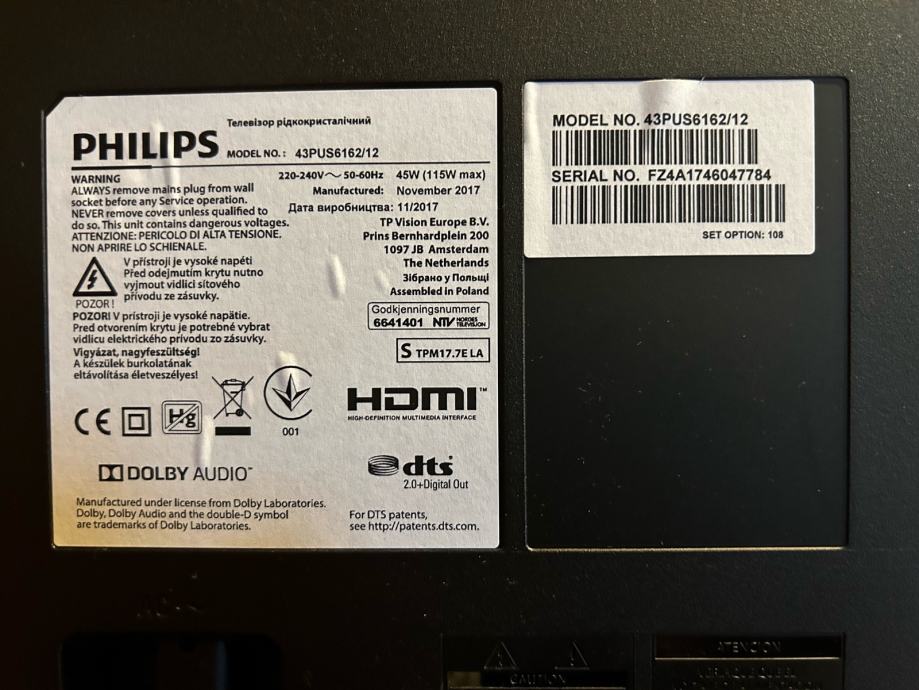 Телевізор рідкокристалічний
PHILIPS
MODEL NO. : 43PUS6162/12
WARNING
ALWAYS remove mains plug from wall
socket before any Service operation.
NEVER remove covers unless qualified to
do so. This unit contains dangerous voltages.
ATTENZIONE: PERICOLO DI ALTA TENSIONE.
NON APRIRE LO SCHIENALE.
V přístroji je vysoké napětí
Před odejmutím krytu nutno
vyjmout vidlici síťového
přívodu ze zásuvky.
POZOR !
POZOR! V prístroji je vysoké napätie.
Pred otvorením krytu je potrebné vybrat
vidlicu elektrického prívodu zo zásuvky.
Vigyázat, nagyfeszültség!
A készülek burkolatának
eltávolítása életveszélyes!
220-240V~ 50-60Hz 45W (115W max)
Manufactured: November 2017
Дата виробництва: 11/2017
TP Vision Europe B.V.
Prins Bernhardplein 200
1097 JB Amsterdam
The Netherlands
Зібрано у Польщі
Assembled in Poland
Godkjenningsnummer
6641401 NTV NORGES TELEVISJON
S TPM17.7E LA
CE Hg
001
HDMI™
HIGH-DEFINITION MULTIMEDIA INTERFACE
DOLBY AUDIO™
dts
2.0+Digital Out
Manufactured under license from Dolby Laboratories.
Dolby, Dolby Audio and the double-D symbol
are trademarks of Dolby Laboratories.
For DTS patents,
see http://patents.dts.com.
MODEL NO. 43PUS6162/12
SERIAL NO. FZ4A1746047784
SET OPTION: 108
CAUTION
ATENCION